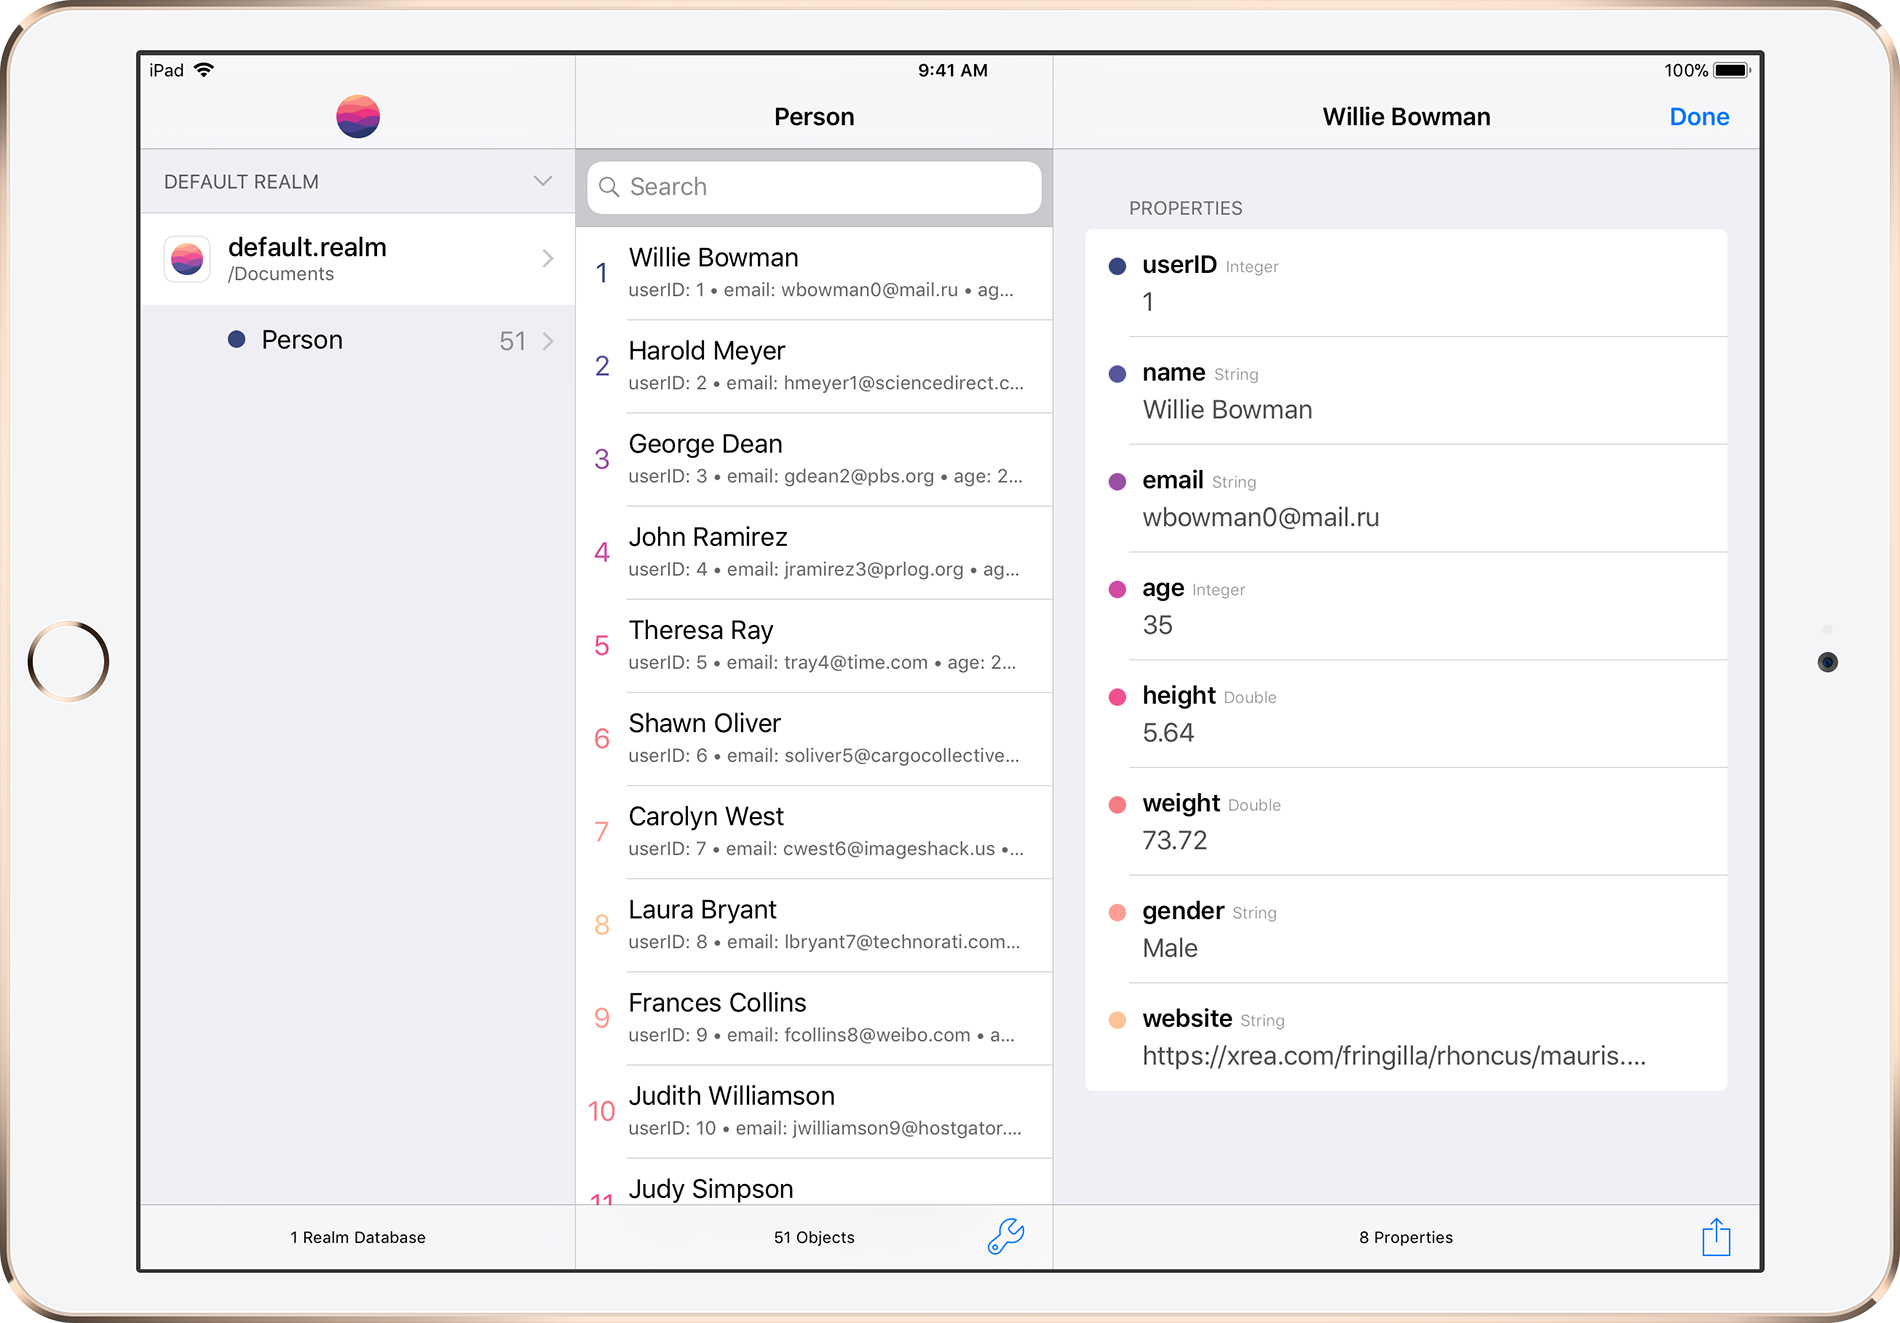 iPad
9:41 AM
100%
DEFAULT REALM
default.realm
/Documents
Person
51
1 Realm Database
Person
Search
1
Willie Bowman
userID: 1 • email: wbowman0@mail.ru • ag...
2
Harold Meyer
userID: 2 • email: hmeyer1@sciencedirect.c...
3
George Dean
userID: 3 • email: gdean2@pbs.org • age: 2...
4
John Ramirez
userID: 4 • email: jramirez3@prlog.org • ag...
5
Theresa Ray
userID: 5 • email: tray4@time.com • age: 2...
6
Shawn Oliver
userID: 6 • email: soliver5@cargocollective...
7
Carolyn West
userID: 7 • email: cwest6@imageshack.us •...
8
Laura Bryant
userID: 8 • email: lbryant7@technorati.com...
9
Frances Collins
userID: 9 • email: fcollins8@weibo.com • a...
10
Judith Williamson
userID: 10 • email: jwilliamson9@hostgator....
11
Judy Simpson
51 Objects
Willie Bowman
Done
PROPERTIES
userID Integer
1
name String
Willie Bowman
email String
wbowman0@mail.ru
age Integer
35
height Double
5.64
weight Double
73.72
gender String
Male
website String
https://xrea.com/fringilla/rhoncus/mauris....
8 Properties